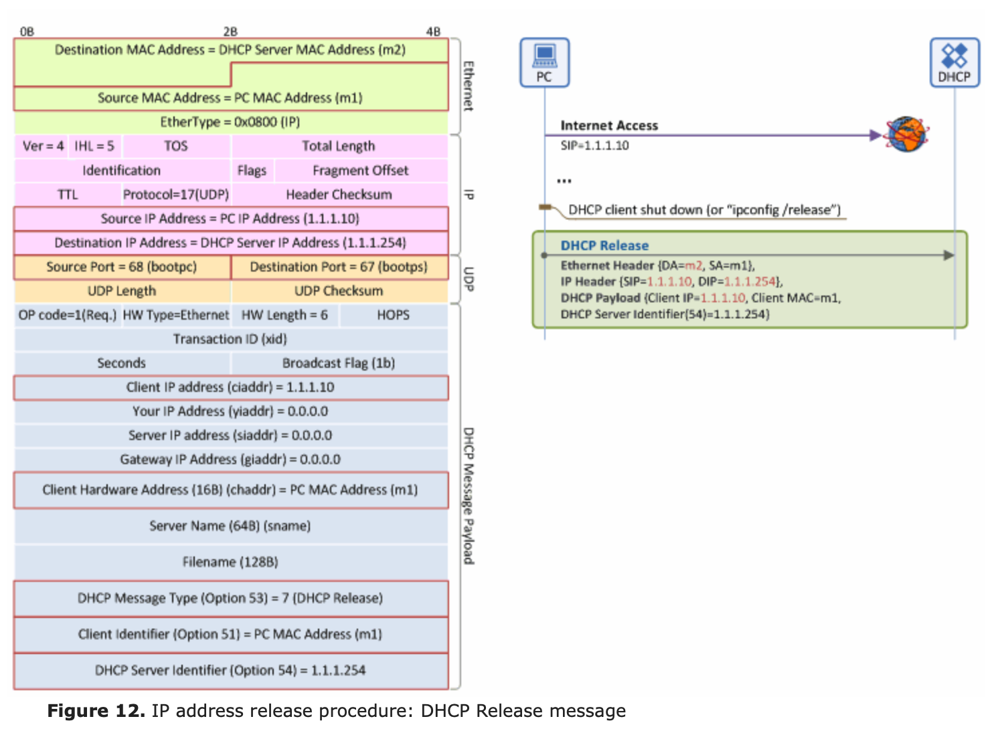 0B 2B 4B
Destination MAC Address = DHCP Server MAC Address (m2)
Source MAC Address = PC MAC Address (m1)
EtherType = 0x0800 (IP)
Ethernet
Ver = 4 IHL = 5 TOS Total Length
Identification Flags Fragment Offset
TTL Protocol=17(UDP) Header Checksum
Source IP Address = PC IP Address (1.1.1.10)
Destination IP Address = DHCP Server IP Address (1.1.1.254)
IP
Source Port = 68 (bootpc) Destination Port = 67 (bootps)
UDP Length UDP Checksum
UDP
OP code=1(Req.) HW Type=Ethernet HW Length = 6 HOPS
Transaction ID (xid)
Seconds Broadcast Flag (1b)
Client IP address (ciaddr) = 1.1.1.10
Your IP Address (yiaddr) = 0.0.0.0
Server IP address (siaddr) = 0.0.0.0
Gateway IP Address (giaddr) = 0.0.0.0
Client Hardware Address (16B) (chaddr) = PC MAC Address (m1)
Server Name (64B) (sname)
Filename (128B)
DHCP Message Type (Option 53) = 7 (DHCP Release)
Client Identifier (Option 51) = PC MAC Address (m1)
DHCP Server Identifier (Option 54) = 1.1.1.254
DHCP Message Payload
PC
DHCP
Internet Access
SIP=1.1.1.10
...
DHCP client shut down (or “ipconfig /release”)
DHCP Release
Ethernet Header {DA=m2, SA=m1},
IP Header {SIP=1.1.1.10, DIP=1.1.1.254},
DHCP Payload {Client IP=1.1.1.10, Client MAC=m1,
DHCP Server Identifier(54)=1.1.1.254}
Figure 12. IP address release procedure: DHCP Release message